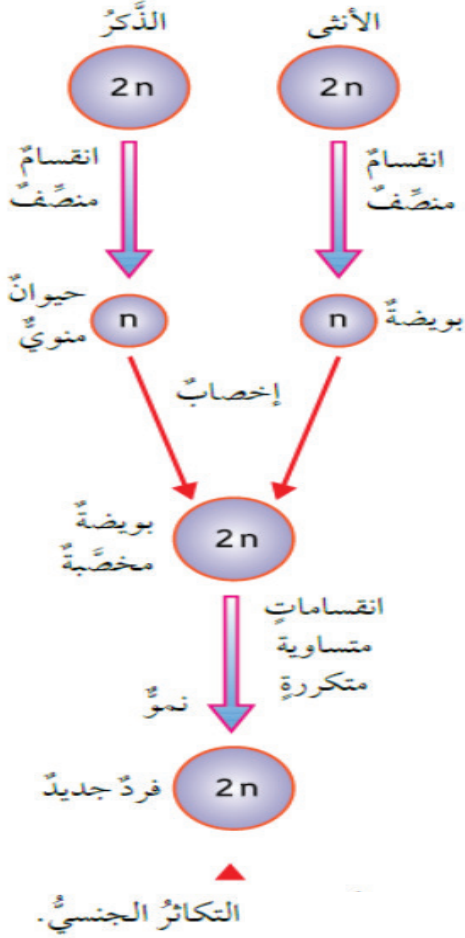 الذَّكرُ
الأنثى
2n
2n
انقسامٌ
منصِّفٌ
انقسامٌ
منصِّفٌ
حيوانٌ
منويٌّ
n
n
بويضةٌ
إخصابٌ
بويضةٌ
مخصَّبةٌ
2n
انقساماتٍ
متساوية
متكررةٍ
نموٌّ
فردٌ جديدٌ
2n
التكاثرُ الجنسيُّ.